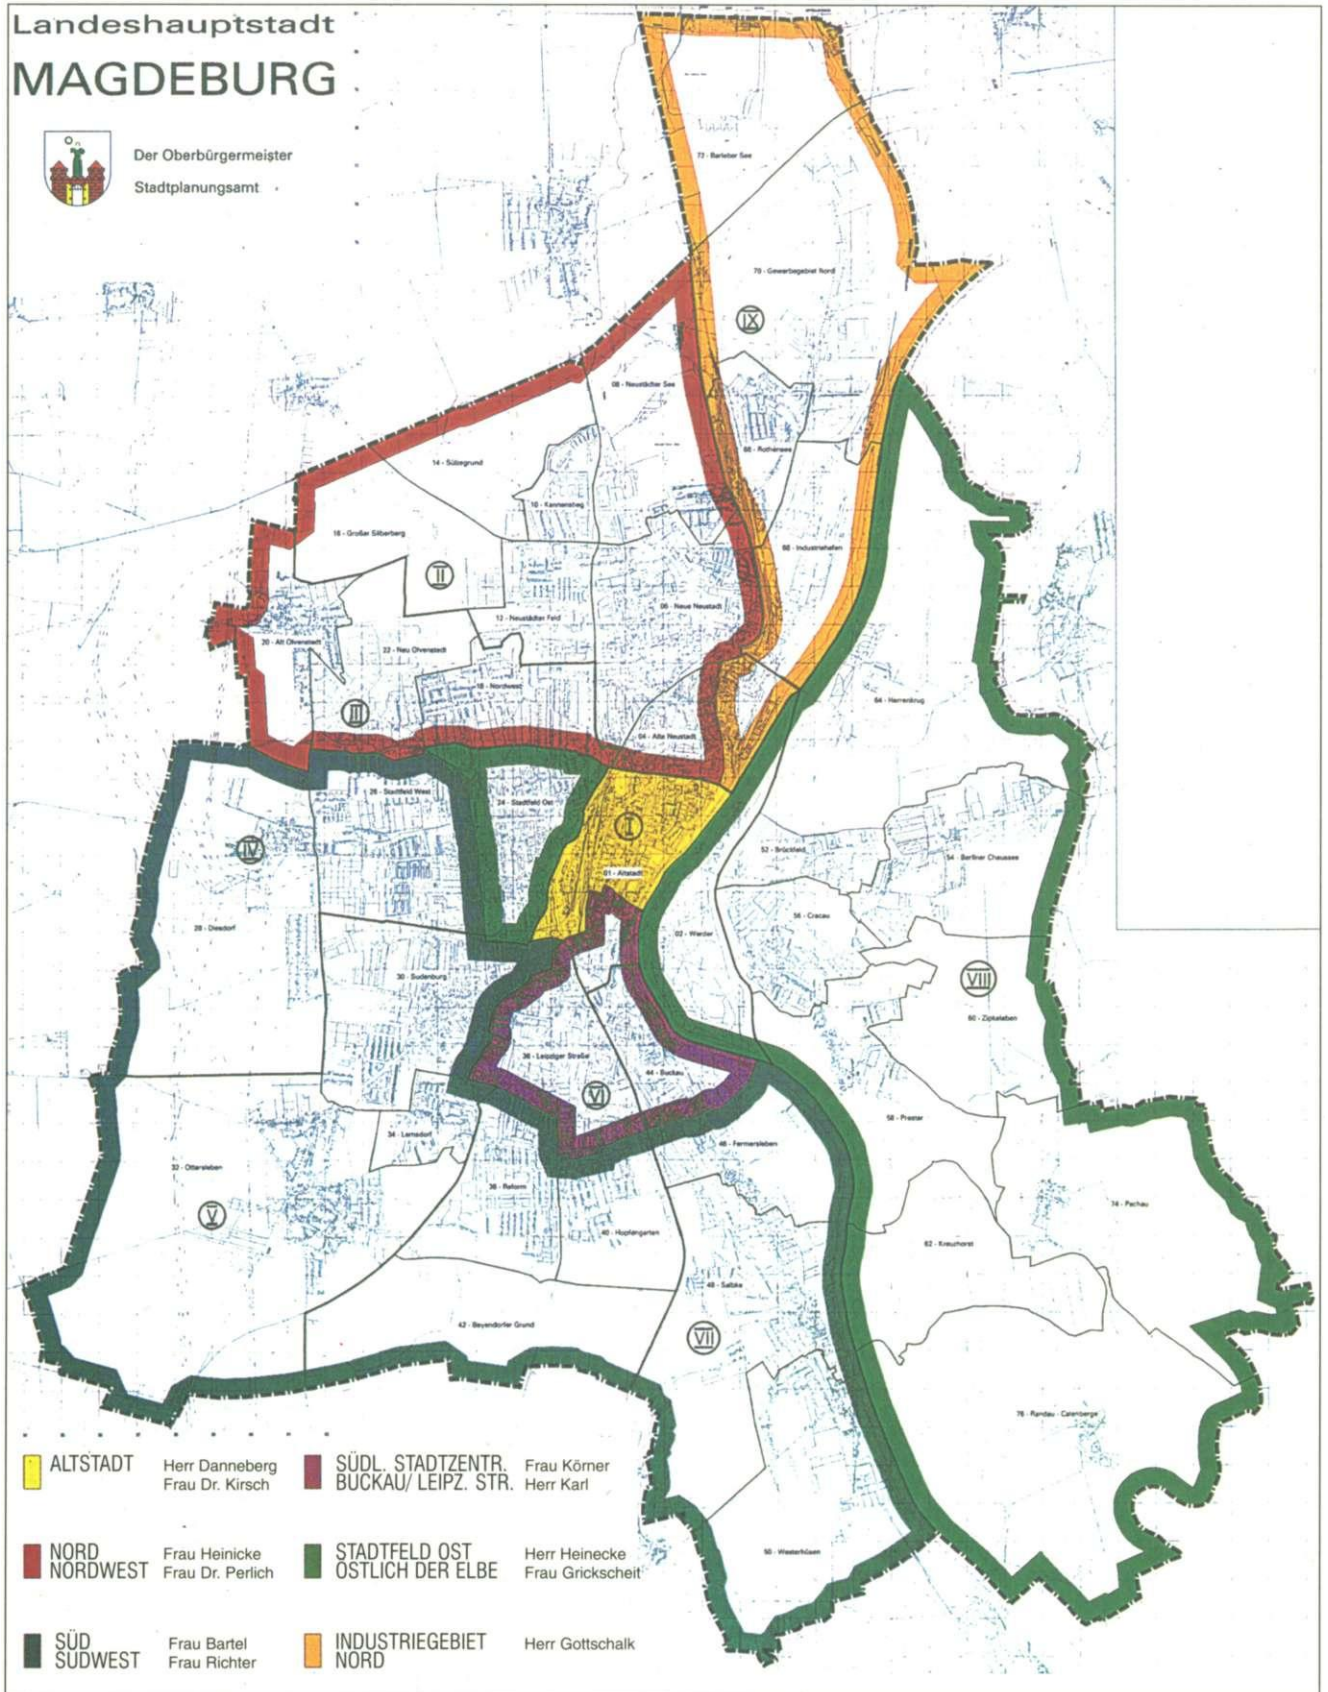 Landeshauptstadt
MAGDEBURG
Der Oberbürgermeister
Stadtplanungsamt
72 - Barleber See
70 - Gewerbegebiet Nord
IX
08 - Neustädter See
14 - Sülzegrund
66 - Rothensee
10 - Kannenstieg
18 - Großer Silberberg
68 - Industriehafen
II
06 - Neue Neustadt
12 - Neustädter Feld
20 - Alt Olvenstedt
22 - Neu Olvenstedt
16 - Nordwest
64 - Herrenkrug
III
04 - Alte Neustadt
26 - Stadtfeld West
24 - Stadtfeld Ost
I
IV
52 - Brückfeld
54 - Berliner Chaussee
01 - Altstadt
56 - Cracau
28 - Diesdorf
02 - Werder
30 - Sudenburg
VIII
60 - Zipkeleben
36 - Leipziger Straße
44 - Buckau
VI
58 - Prester
34 - Lemsdorf
46 - Fermersleben
32 - Ottersleben
38 - Reform
74 - Pechau
V
40 - Hopfengarten
62 - Kreuzhorst
48 - Salbke
42 - Beyendorfer Grund
VII
76 - Randau - Calenberge
50 - Westerhüsen
ALTSTADT
Herr Danneberg
Frau Dr. Kirsch
SÜDL. STADTZENTR.
BUCKAU/ LEIPZ. STR.
Frau Körner
Herr Karl
NORD
NORDWEST
Frau Heinicke
Frau Dr. Perlich
STADTFELD OST
ÖSTLICH DER ELBE
Herr Heinecke
Frau Grickscheit
SÜD
SÜDWEST
Frau Bartel
Frau Richter
INDUSTRIEGEBIET
NORD
Herr Gottschalk